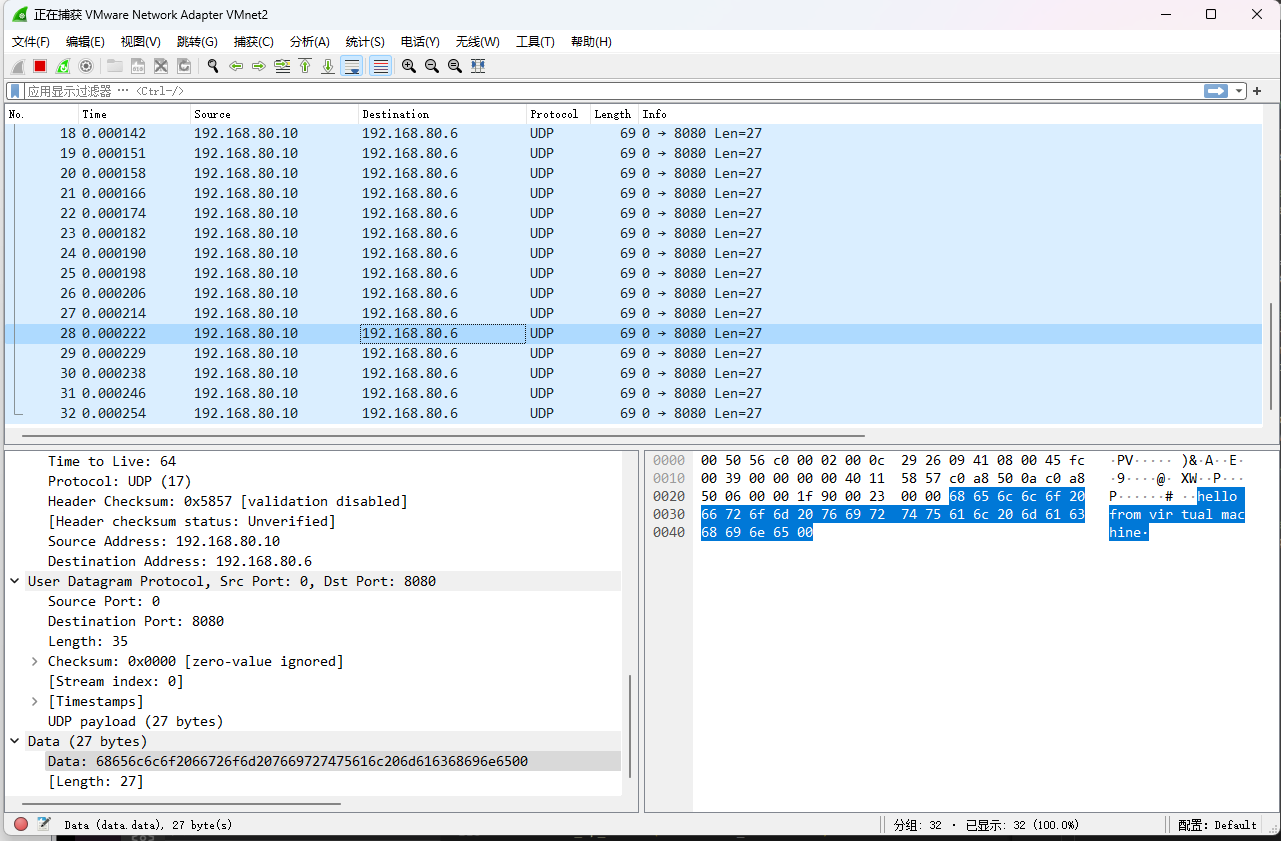 正在捕获 VMware Network Adapter VMnet2
文件(F) 编辑(E) 视图(V) 跳转(G) 捕获(C) 分析(A) 统计(S) 电话(Y) 无线(W) 工具(T) 帮助(H)
应用显示过滤器 … <Ctrl-/>
No. Time Source Destination Protocol Length Info
18 0.000142 192.168.80.10 192.168.80.6 UDP 69 0 → 8080 Len=27
19 0.000151 192.168.80.10 192.168.80.6 UDP 69 0 → 8080 Len=27
20 0.000158 192.168.80.10 192.168.80.6 UDP 69 0 → 8080 Len=27
21 0.000166 192.168.80.10 192.168.80.6 UDP 69 0 → 8080 Len=27
22 0.000174 192.168.80.10 192.168.80.6 UDP 69 0 → 8080 Len=27
23 0.000182 192.168.80.10 192.168.80.6 UDP 69 0 → 8080 Len=27
24 0.000190 192.168.80.10 192.168.80.6 UDP 69 0 → 8080 Len=27
25 0.000198 192.168.80.10 192.168.80.6 UDP 69 0 → 8080 Len=27
26 0.000206 192.168.80.10 192.168.80.6 UDP 69 0 → 8080 Len=27
27 0.000214 192.168.80.10 192.168.80.6 UDP 69 0 → 8080 Len=27
28 0.000222 192.168.80.10 192.168.80.6 UDP 69 0 → 8080 Len=27
29 0.000229 192.168.80.10 192.168.80.6 UDP 69 0 → 8080 Len=27
30 0.000238 192.168.80.10 192.168.80.6 UDP 69 0 → 8080 Len=27
31 0.000246 192.168.80.10 192.168.80.6 UDP 69 0 → 8080 Len=27
32 0.000254 192.168.80.10 192.168.80.6 UDP 69 0 → 8080 Len=27
Time to Live: 64
Protocol: UDP (17)
Header Checksum: 0x5857 [validation disabled]
[Header checksum status: Unverified]
Source Address: 192.168.80.10
Destination Address: 192.168.80.6
User Datagram Protocol, Src Port: 0, Dst Port: 8080
Source Port: 0
Destination Port: 8080
Length: 35
Checksum: 0x0000 [zero-value ignored]
[Stream index: 0]
[Timestamps]
UDP payload (27 bytes)
Data (27 bytes)
Data: 68656c6c6f2066726f6d207669727475616c206d616368696e6500
[Length: 27]
0000 00 50 56 c0 00 02 00 0c 29 26 09 41 08 00 45 fc ·PV····· )&·A··E·
0010 00 39 00 00 00 00 40 11 58 57 c0 a8 50 0a c0 a8 ·9····@· XW··P···
0020 50 06 00 00 1f 90 00 23 00 00 68 65 6c 6c 6f 20 P······# ··hello
0030 66 72 6f 6d 20 76 69 72 74 75 61 6c 20 6d 61 63 from vir tual mac
0040 68 69 6e 65 00 hine·
Data (data.data), 27 byte(s) 分组: 32 · 已显示: 32 (100.0%) 配置: Default